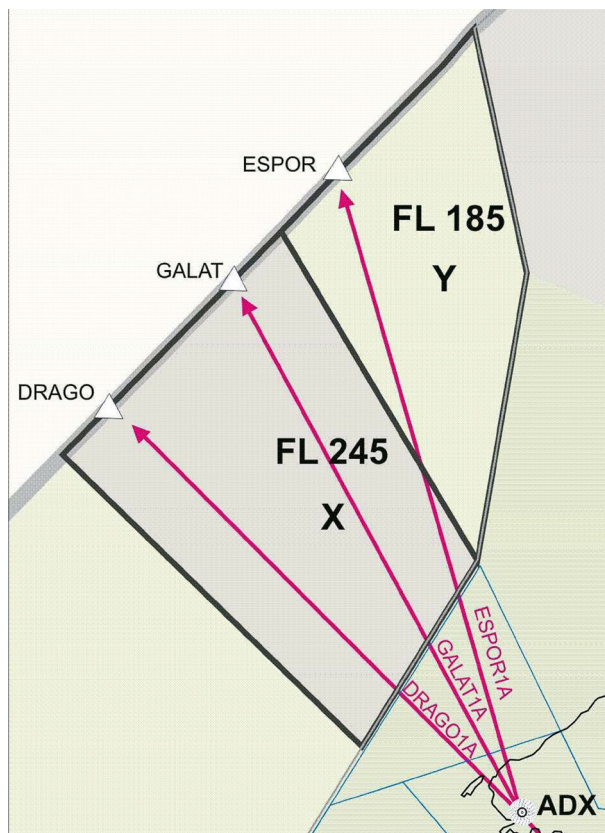 ESPOR
FL 185
Y
GALAT
DRAGO
FL 245
X
ESPOR1A
GALAT1A
DRAGO1A
ADX